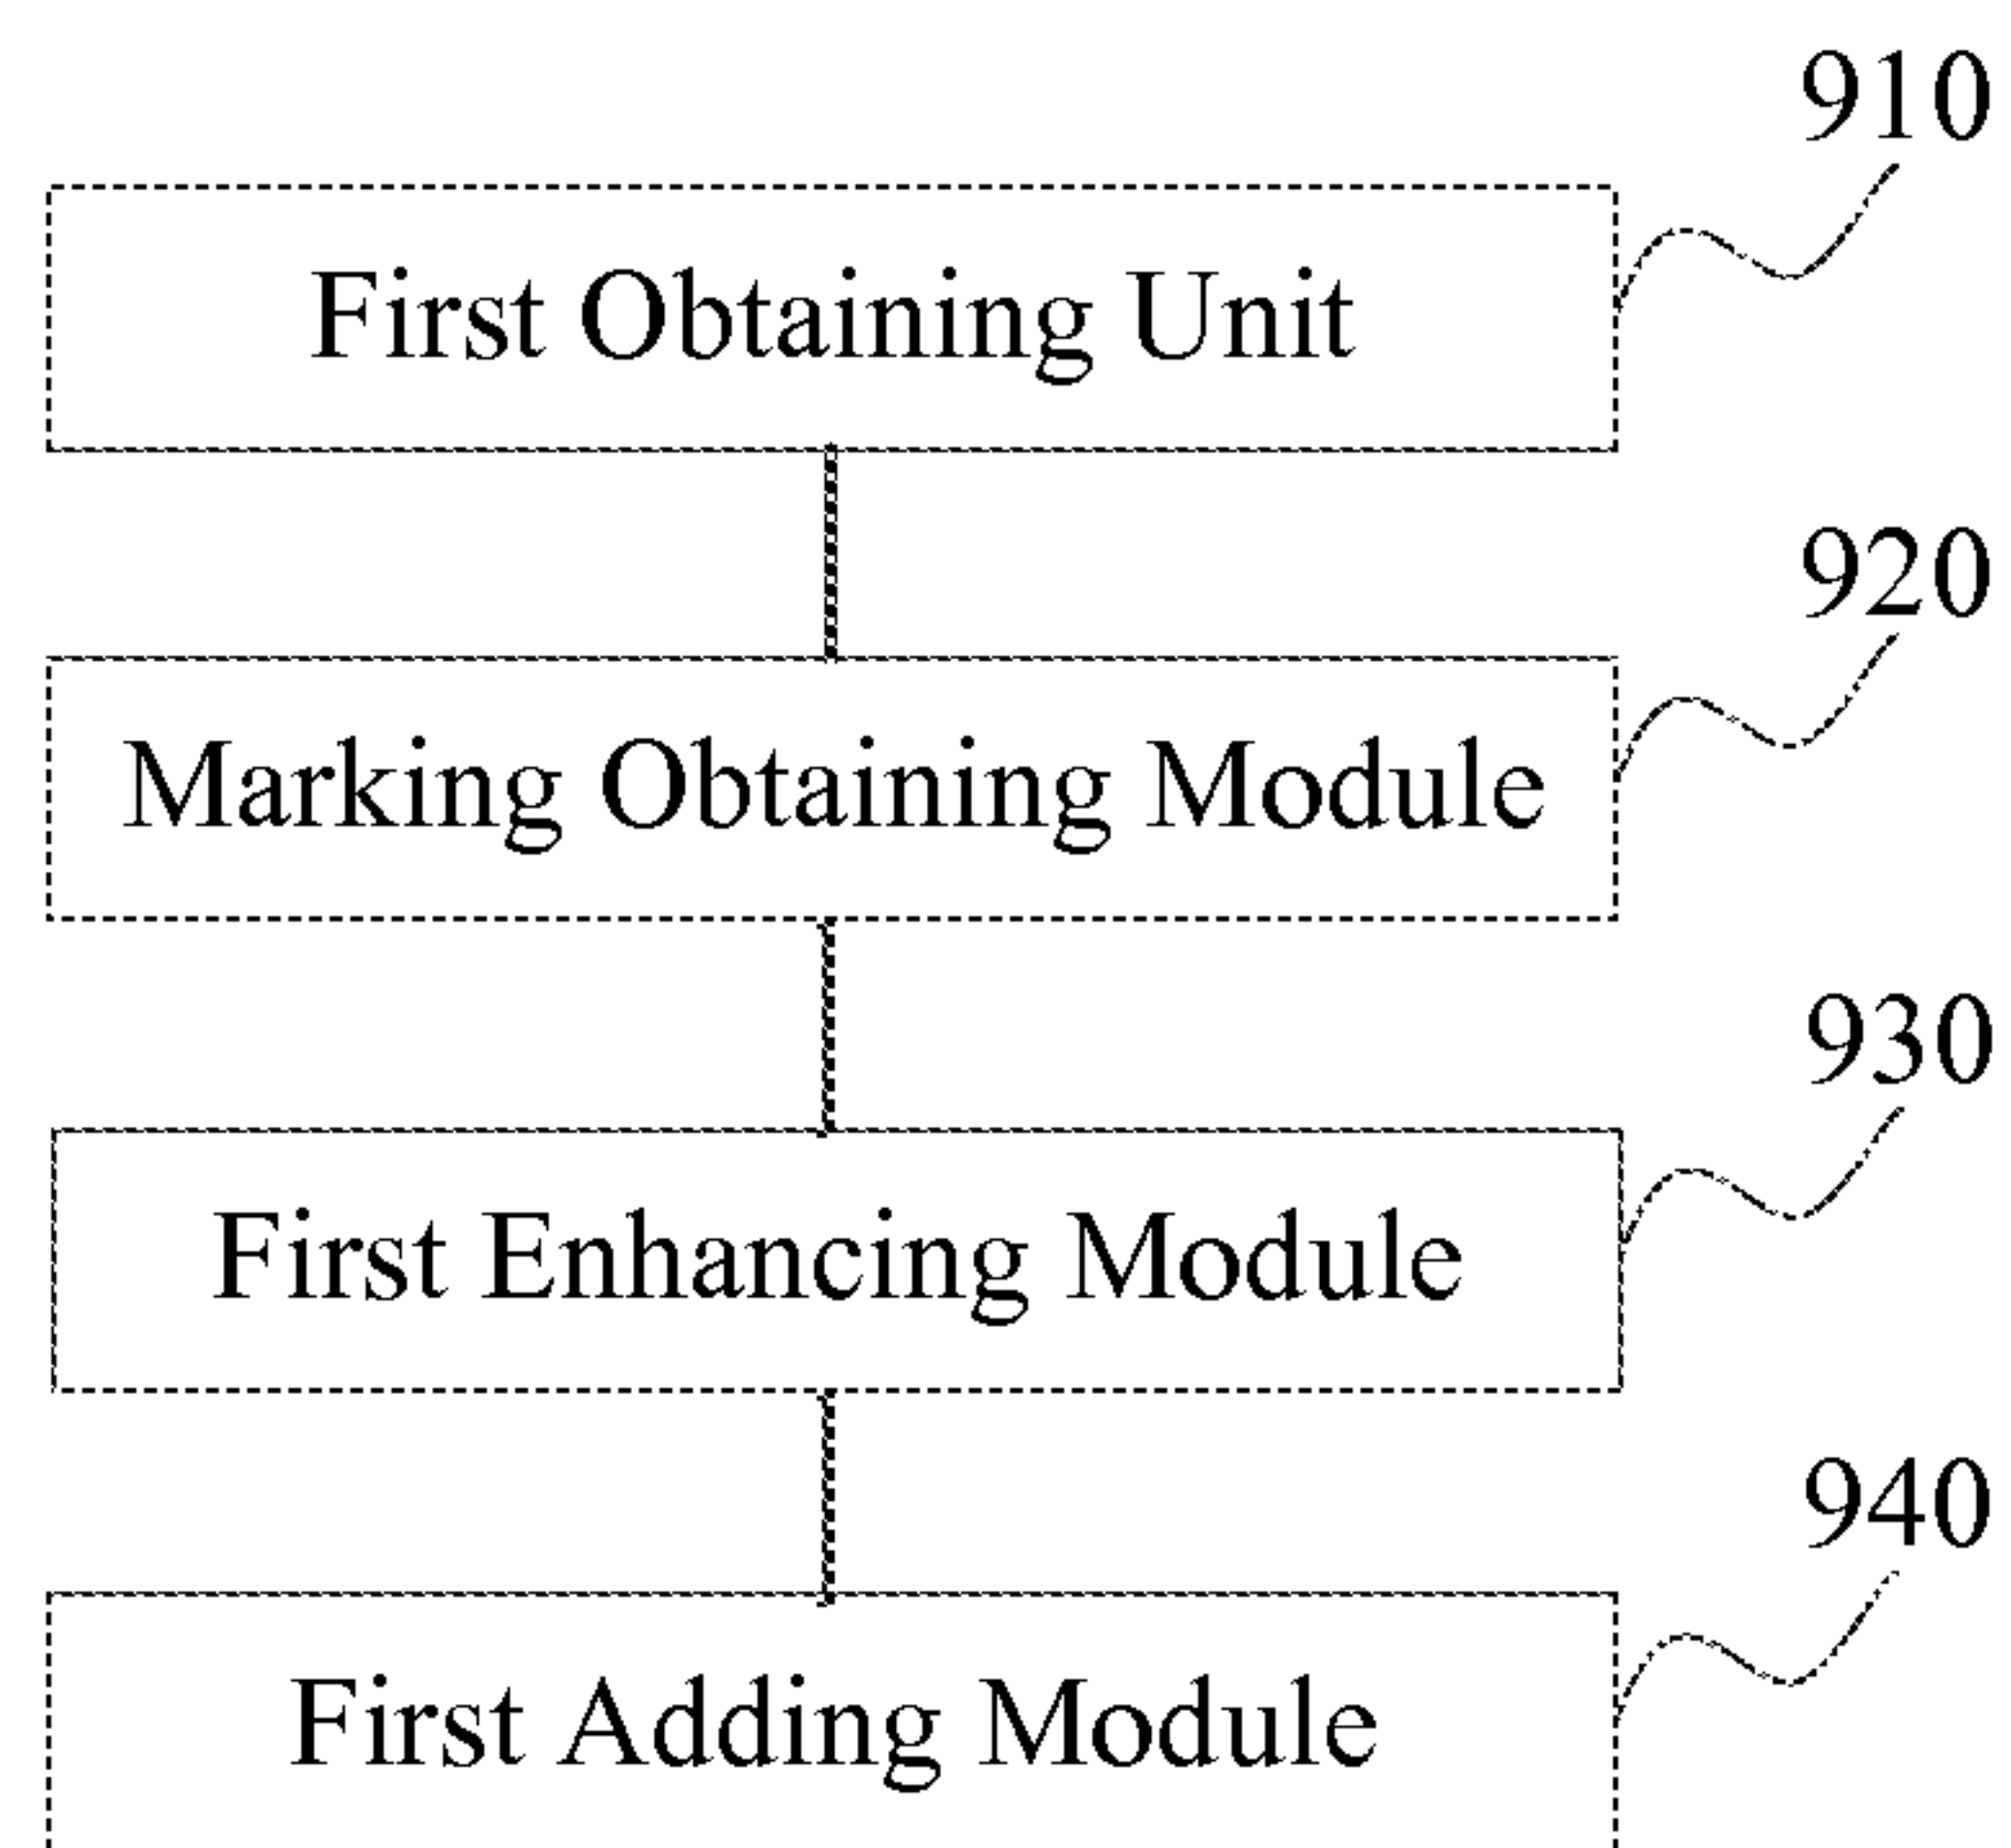 910
First Obtaining Unit
920
Marking Obtaining Module
930
First Enhancing Module
940
First Adding Module